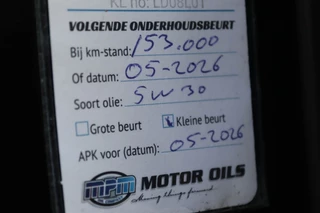 VOLGENDE ONDERHOUDSBEURT
Bij km-stand: 153.000
Of datum: 05-2026
Soort olie: 5W30
Grote beurt Kleine beurt
APK voor (datum): 05-2026
MPM MOTOR OILS